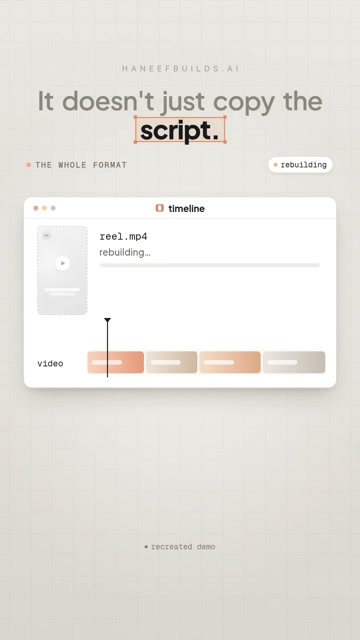 HANEEFBUILDS.AI
It doesn't just copy the
script.
THE WHOLE FORMAT
rebuilding
timeline
reel.mp4
rebuilding...
video
recreated demo